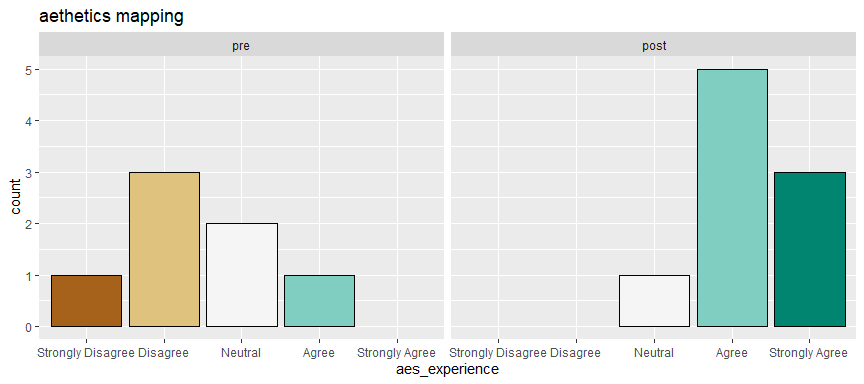 aethetics mapping
pre post
5
4
3
2
1
0
count
Strongly Disagree Disagree Neutral Agree Strongly Agree Strongly Disagree Disagree Neutral Agree Strongly Agree
aes_experience